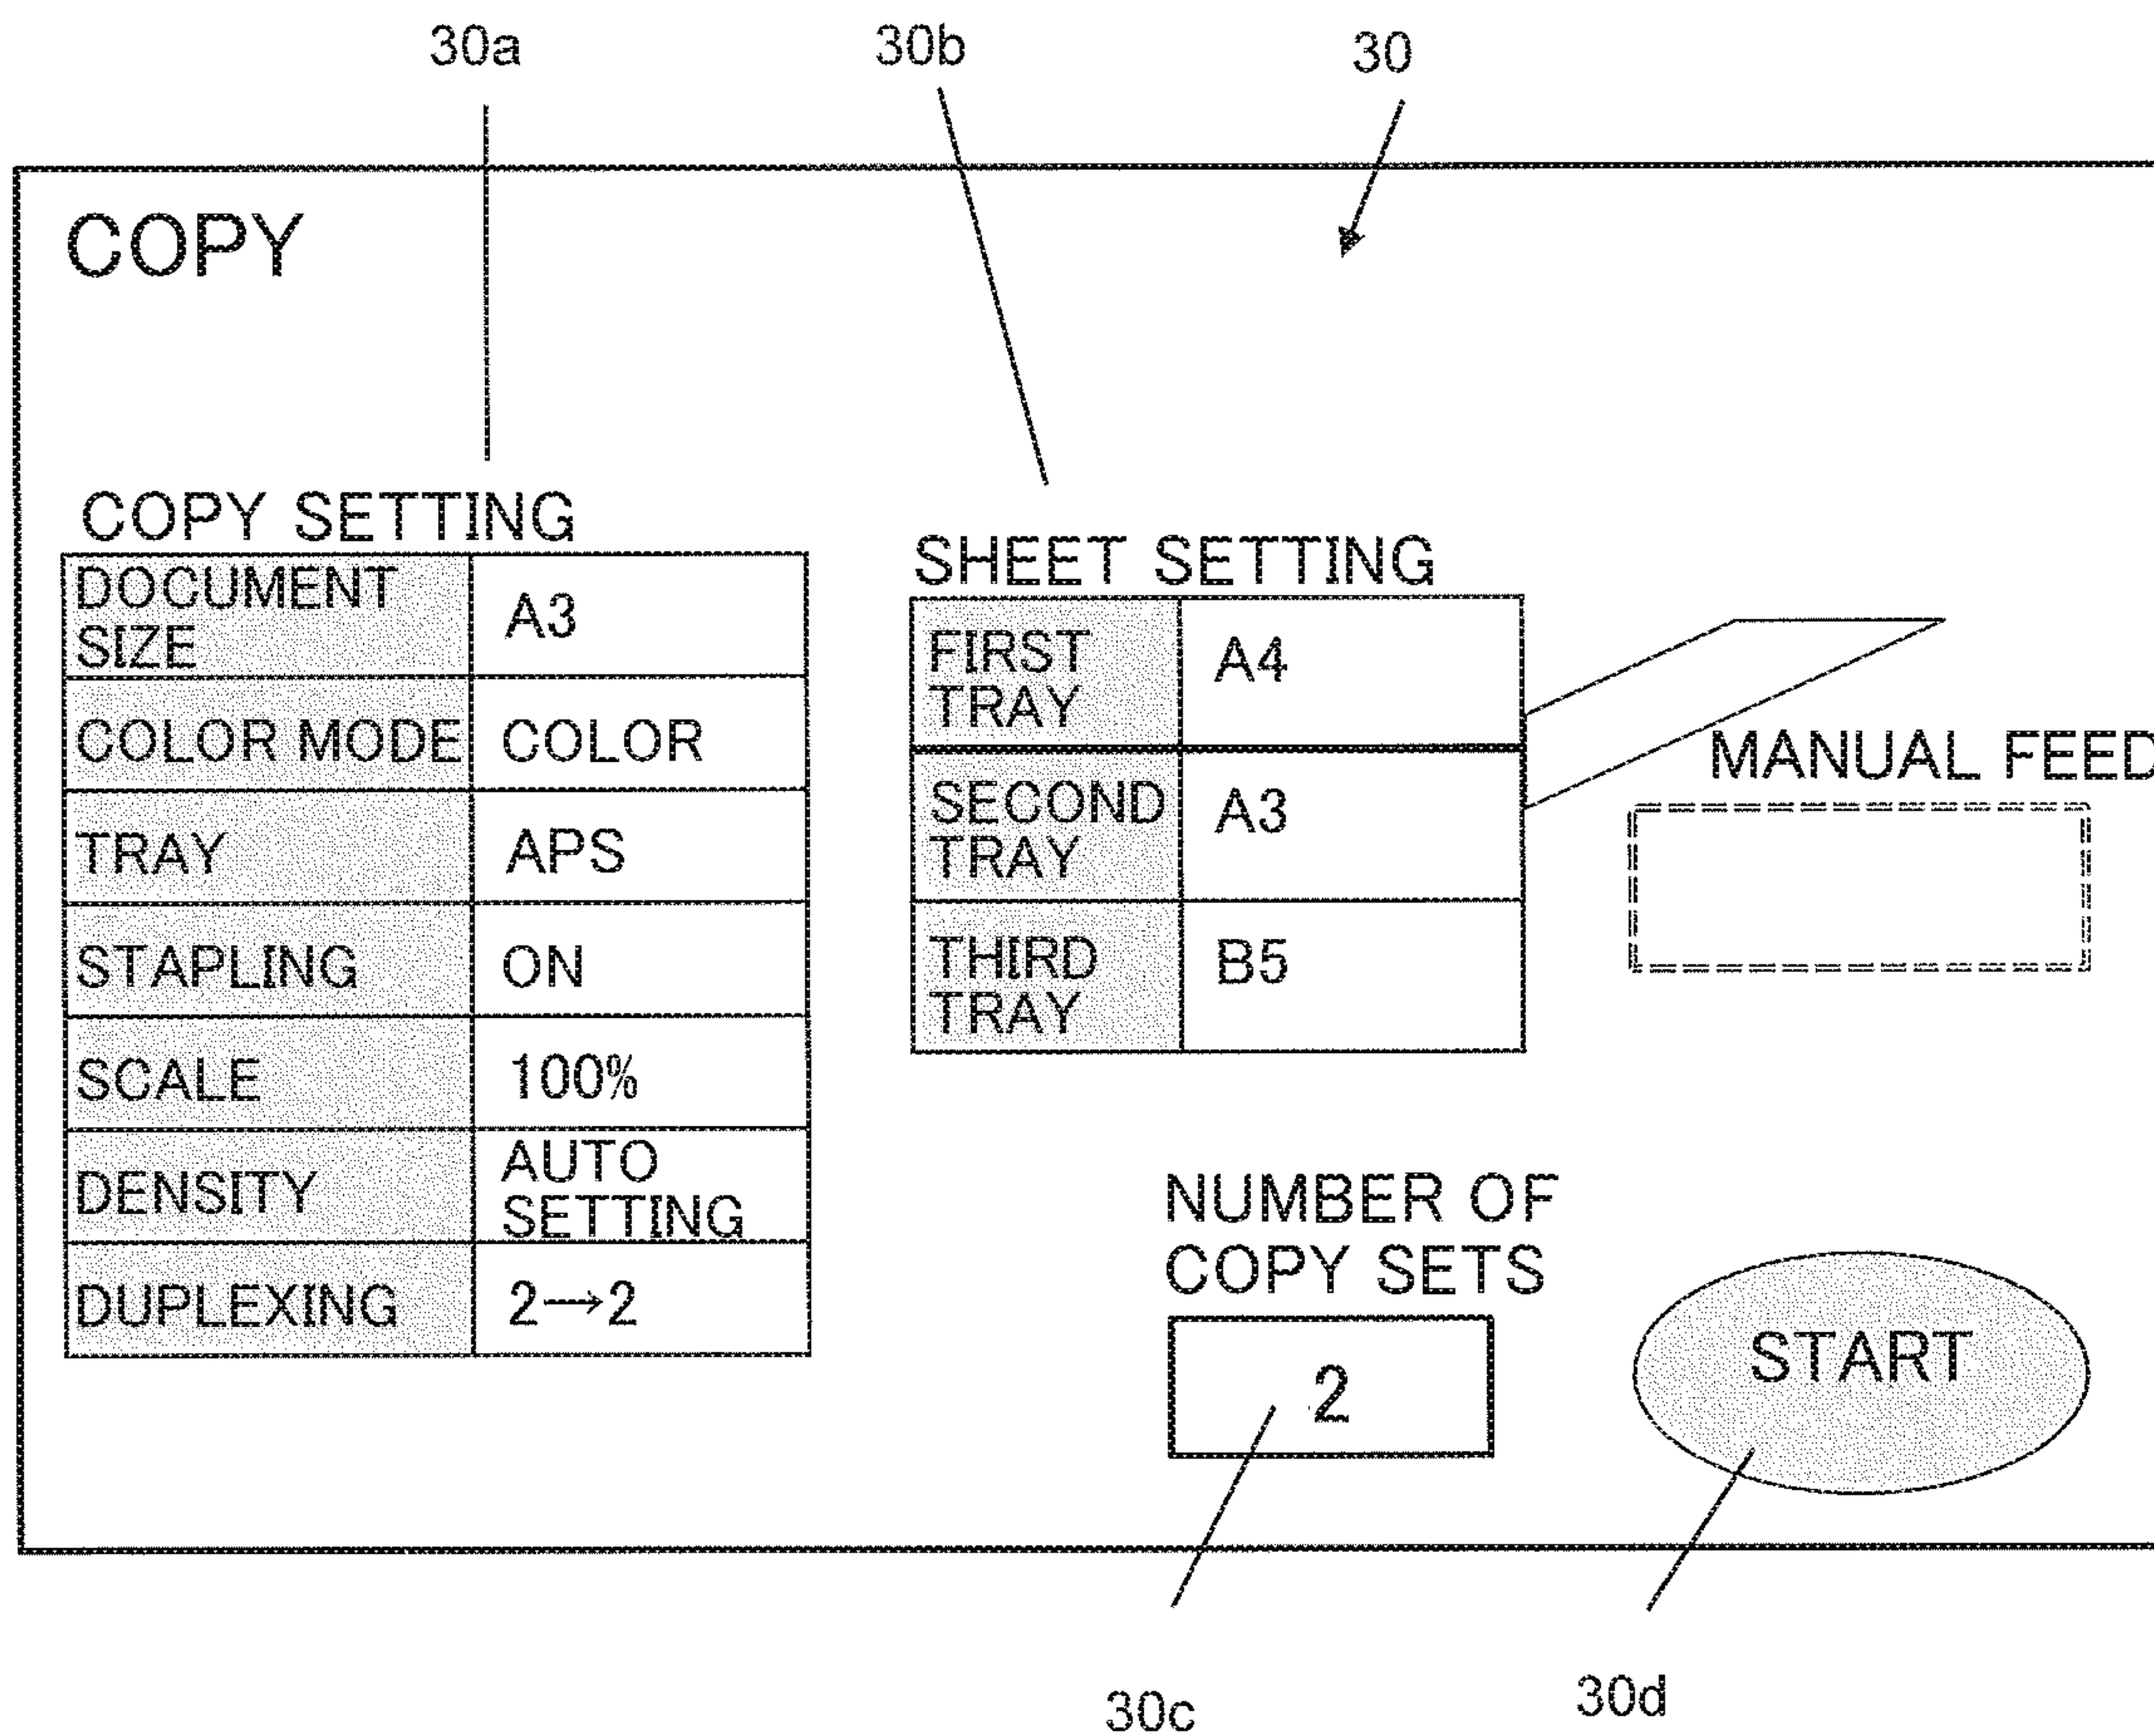 30a
30b
30
COPY
COPY SETTING
DOCUMENT
SIZE
A3
COLOR MODE
COLOR
TRAY
APS
STAPLING
ON
SCALE
100%
DENSITY
AUTO
SETTING
DUPLEXING
2→2
SHEET SETTING
FIRST
TRAY
A4
SECOND
TRAY
A3
THIRD
TRAY
B5
MANUAL FEED
NUMBER OF
COPY SETS
2
START
30c
30d